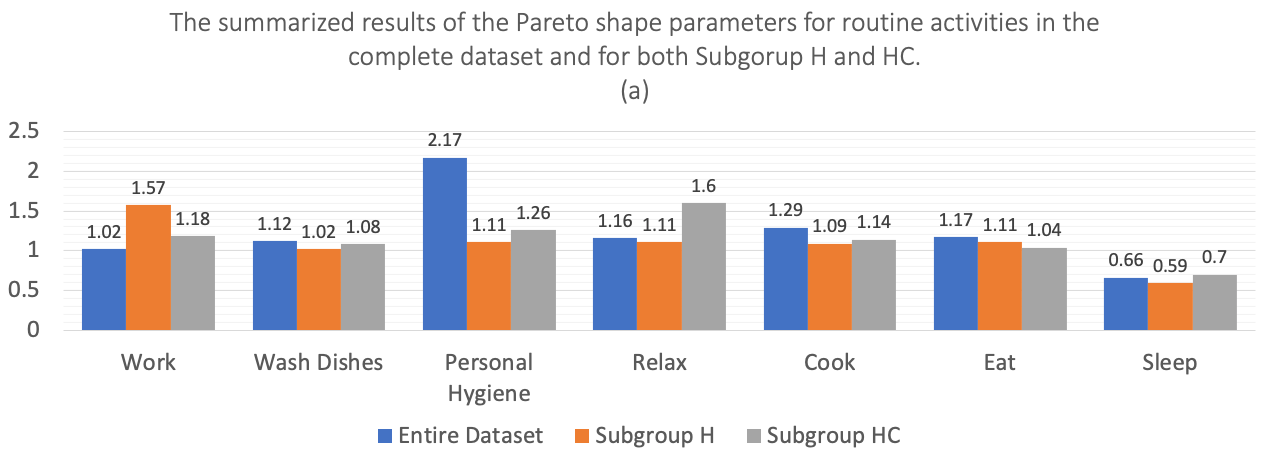 The summarized results of the Pareto shape parameters for routine activities in the
complete dataset and for both Subgorup H and HC.
(a)
2.5
2
1.5
1
0.5
0
1.02 1.57 1.18
1.12 1.02 1.08
2.17 1.11 1.26
1.16 1.11 1.6
1.29 1.09 1.14
1.17 1.11 1.04
0.66 0.59 0.7
Work
Wash Dishes
Personal
Hygiene
Relax
Cook
Eat
Sleep
Entire Dataset
Subgroup H
Subgroup HC